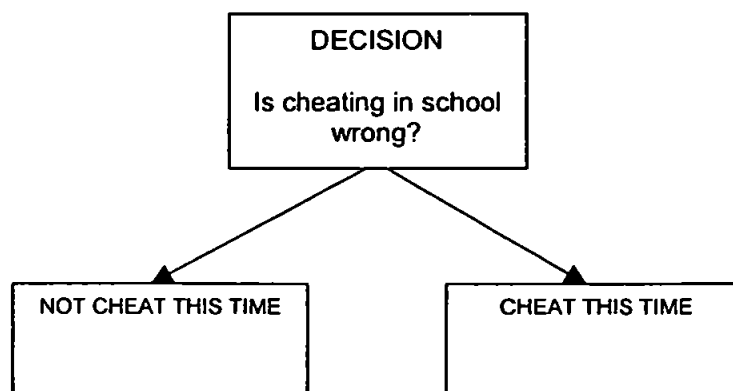 DECISION
Is cheating in school
wrong?
NOT CHEAT THIS TIME
CHEAT THIS TIME